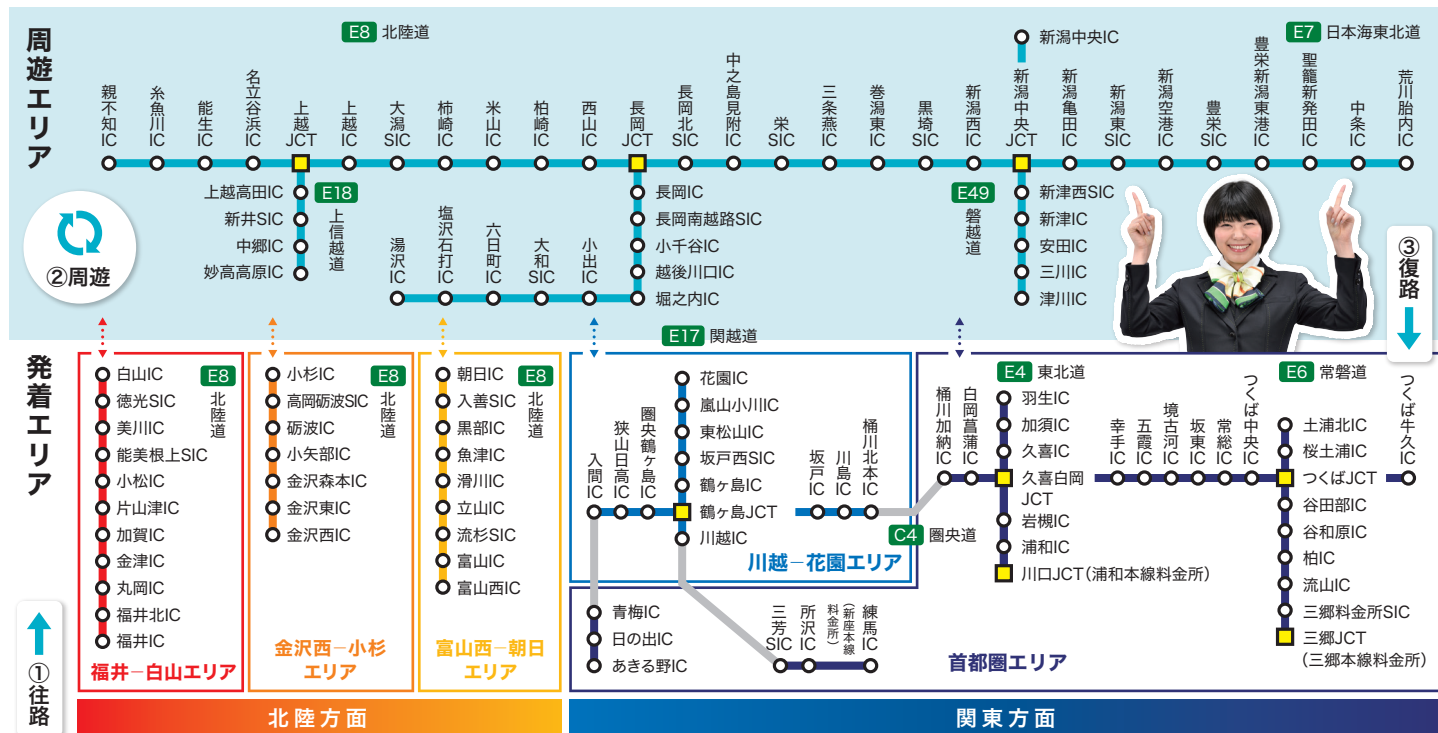 周遊エリア
E8 北陸道
E7 日本海東北道
新潟中央IC
親不知IC
糸魚川IC
能生IC
名立谷浜IC
上越JCT
上越IC
大潟SIC
柿崎IC
米山IC
柏崎IC
西山IC
長岡JCT
長岡北SIC
中之島見附IC
栄SIC
三条燕IC
巻潟東IC
黒埼SIC
新潟西IC
新潟中央JCT
新潟亀田IC
新潟東SIC
新潟空港IC
豊栄SIC
豊栄新潟東港IC
聖籠新発田IC
中条IC
荒川胎内IC
上越高田IC
新井SIC
中郷IC
妙高高原IC
E18
上信越道
湯沢IC
塩沢石打IC
六日町IC
大和SIC
小出IC
長岡IC
長岡南越路SIC
小千谷IC
越後川口IC
堀之内IC
E17 関越道
E49
磐越道
新津西SIC
新津IC
安田IC
三川IC
津川IC
②周遊
③復路
発着エリア
①往路
白山IC
徳光SIC
美川IC
能美根上SIC
小松IC
片山津IC
加賀IC
金津IC
丸岡IC
福井北IC
福井IC
E8
北陸道
福井−白山エリア
小杉IC
高岡砺波SIC
砺波IC
小矢部IC
金沢森本IC
金沢東IC
金沢西IC
E8
北陸道
金沢西−小杉
エリア
朝日IC
入善SIC
黒部IC
魚津IC
滑川IC
立山IC
流杉SIC
富山IC
富山西IC
E8
北陸道
富山西−朝日
エリア
花園IC
嵐山小川IC
東松山IC
坂戸西SIC
鶴ヶ島IC
鶴ヶ島JCT
川越IC
入間IC
狭山日高IC
圏央鶴ヶ島IC
坂戸IC
川島IC
桶川北本IC
川越−花園エリア
C4 圏央道
青梅IC
日の出IC
あきる野IC
三芳SIC
所沢IC
(新座本線料金所)
練馬IC
桶川加納IC
白岡菖蒲IC
E4 東北道
羽生IC
加須IC
久喜IC
久喜白岡
JCT
岩槻IC
浦和IC
川口JCT(浦和本線料金所)
幸手IC
五霞IC
境古河IC
坂東IC
常総IC
つくば中央IC
E6 常磐道
土浦北IC
桜土浦IC
つくばJCT
谷田部IC
谷和原IC
柏IC
流山IC
三郷料金所SIC
三郷JCT
(三郷本線料金所)
つくば牛久IC
首都圏エリア
北陸方面
関東方面